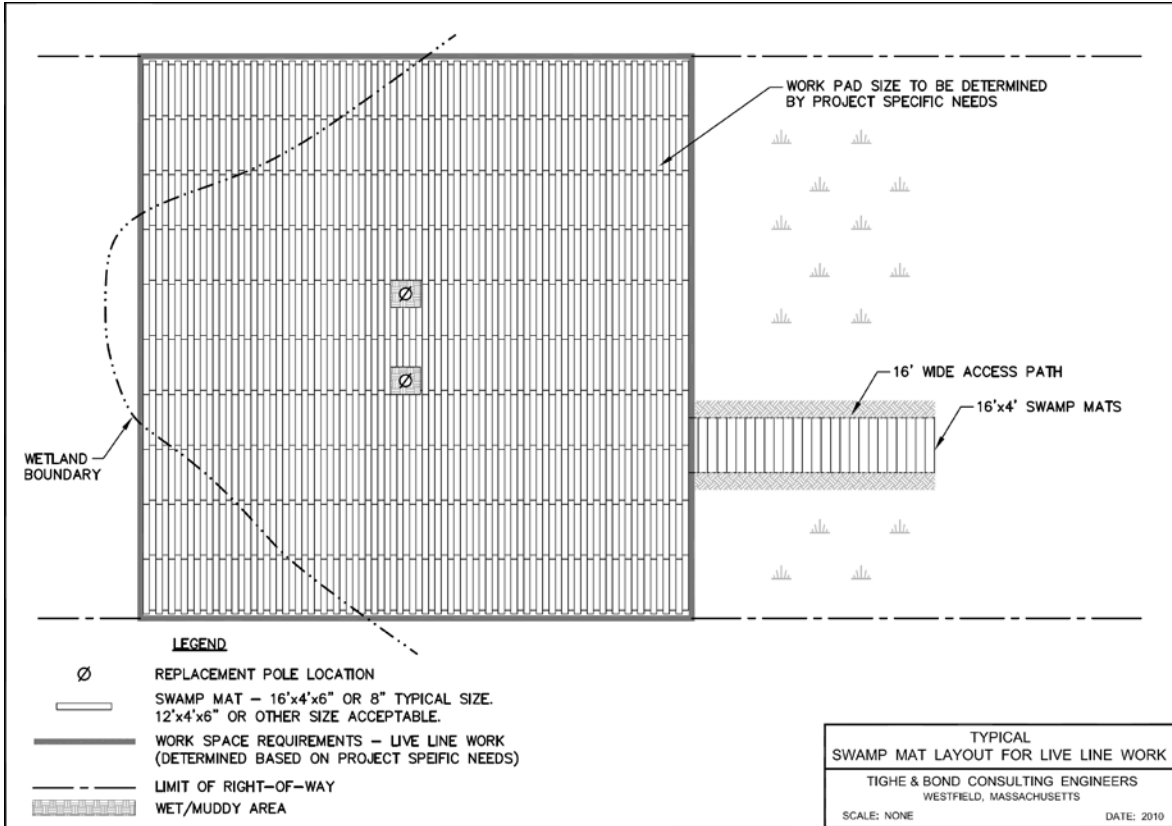 WORK PAD SIZE TO BE DETERMINED
BY PROJECT SPECIFIC NEEDS
16' WIDE ACCESS PATH
16'x4' SWAMP MATS
WETLAND
BOUNDARY
LEGEND
REPLACEMENT POLE LOCATION
SWAMP MAT – 16'x4'x6" OR 8" TYPICAL SIZE.
12'x4'x6" OR OTHER SIZE ACCEPTABLE.
WORK SPACE REQUIREMENTS – LIVE LINE WORK
(DETERMINED BASED ON PROJECT SPEIFIC NEEDS)
LIMIT OF RIGHT–OF–WAY
WET/MUDDY AREA
TYPICAL
SWAMP MAT LAYOUT FOR LIVE LINE WORK
TIGHE & BOND CONSULTING ENGINEERS
WESTFIELD, MASSACHUSETTS
SCALE: NONE DATE: 2010